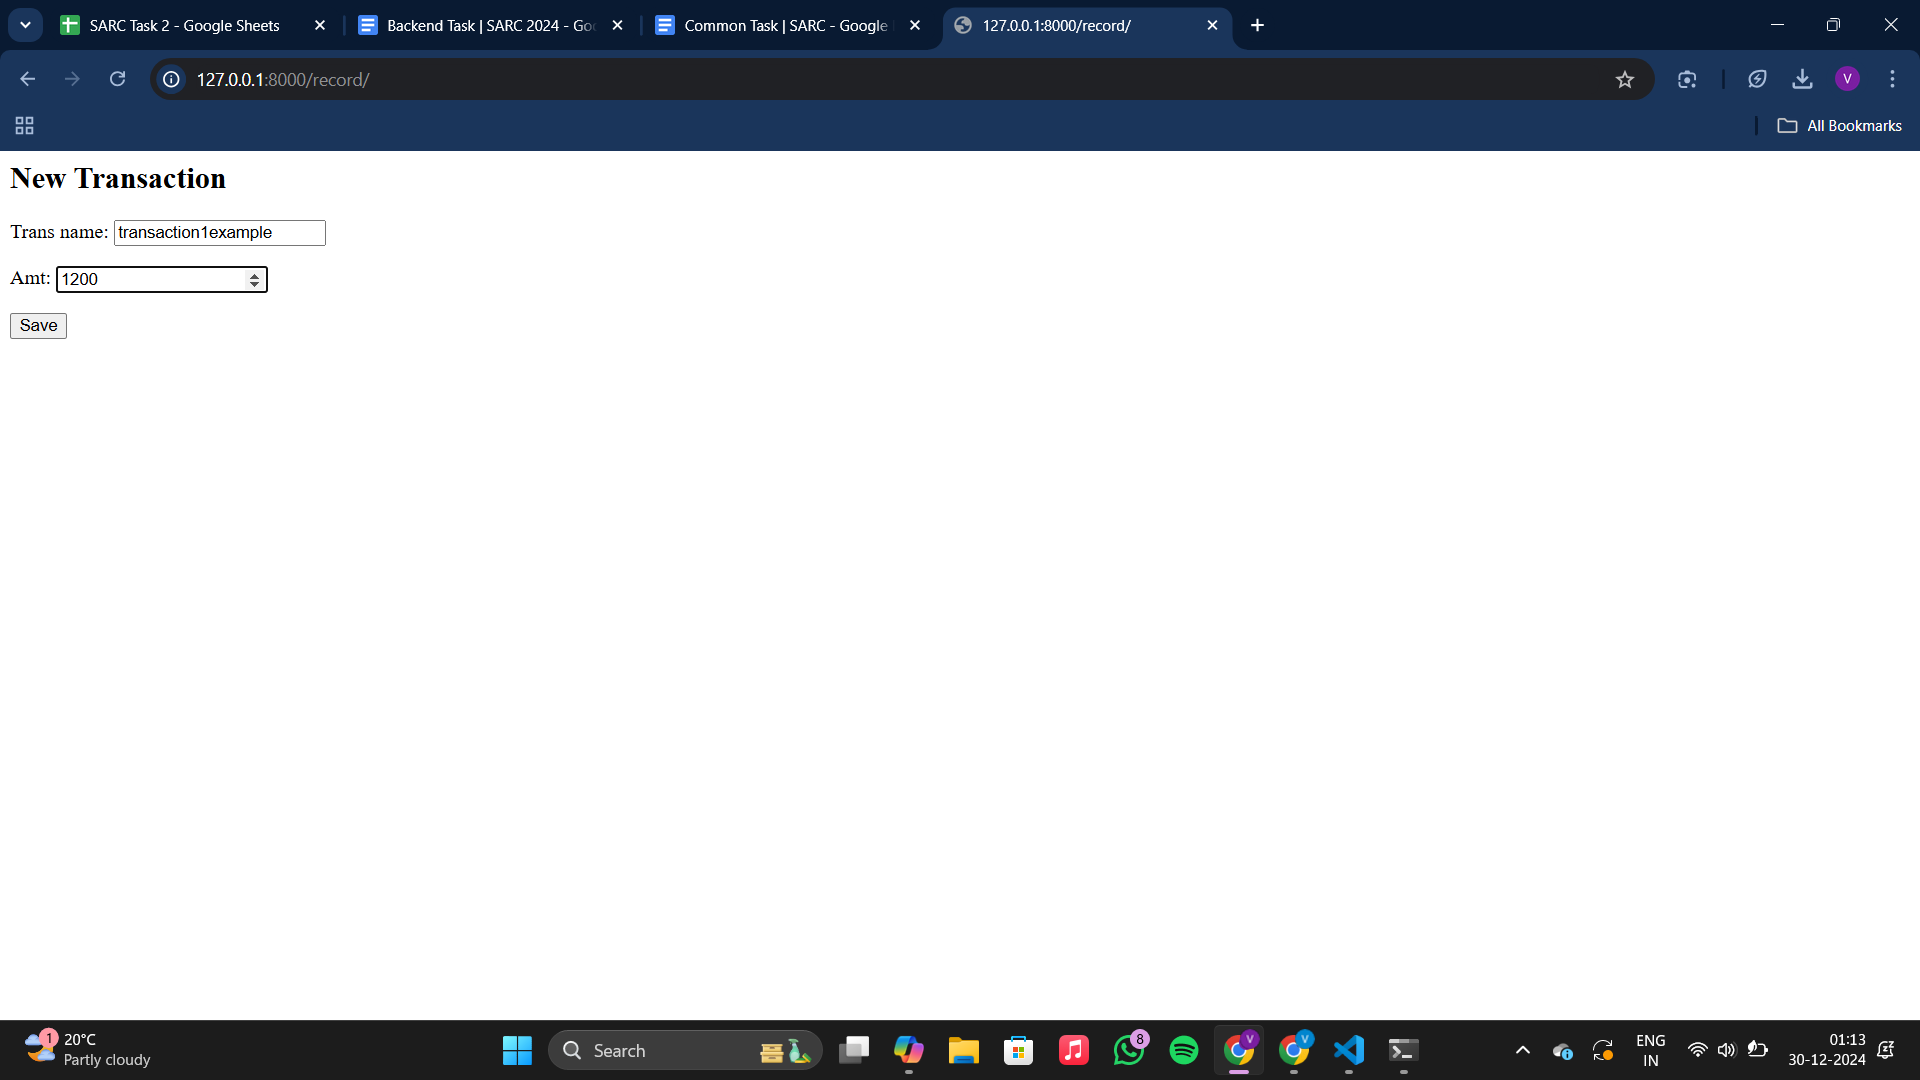 SARC Task 2 - Google Sheets
Backend Task | SARC 2024 - Goo
Common Task | SARC - Google
127.0.0.1:8000/record/
127.0.0.1:8000/record/
V
All Bookmarks
New Transaction
Trans name: transaction1example
Amt: 1200
Save
1
20°C
Partly cloudy
Search
8
V
V
ENG
IN
01:13
30-12-2024